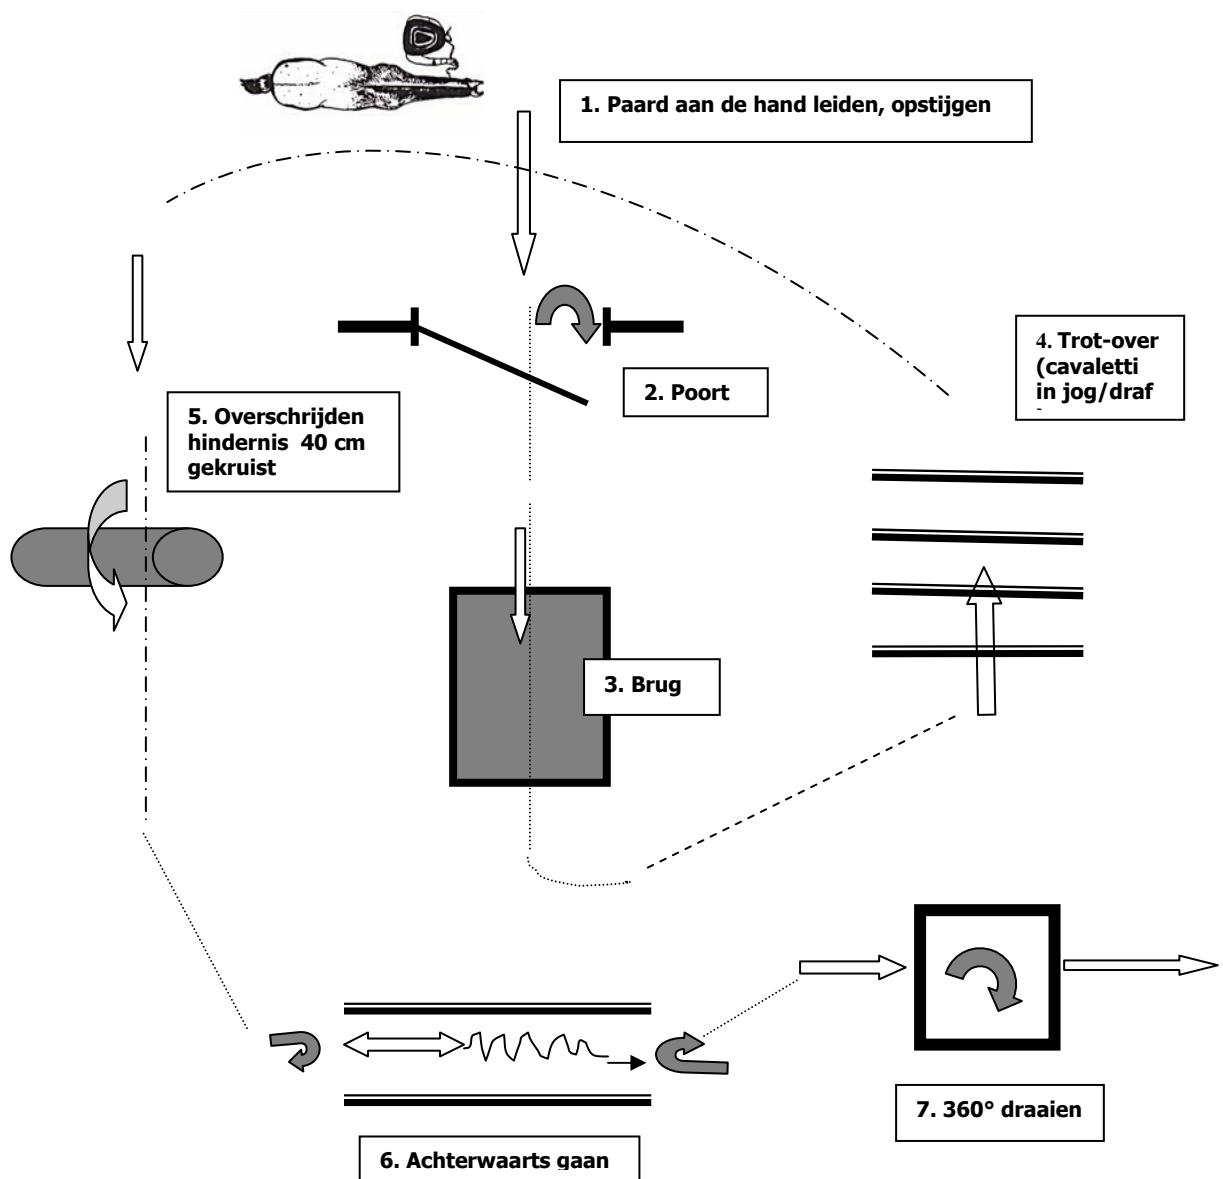 1. Paard aan de hand leiden, opstijgen
2. Poort
4. Trot-over
(cavaletti
in jog/draf
5. Overschrijden
hindernis 40 cm
gekruist
3. Brug
7. 360° draaien
6. Achterwaarts gaan